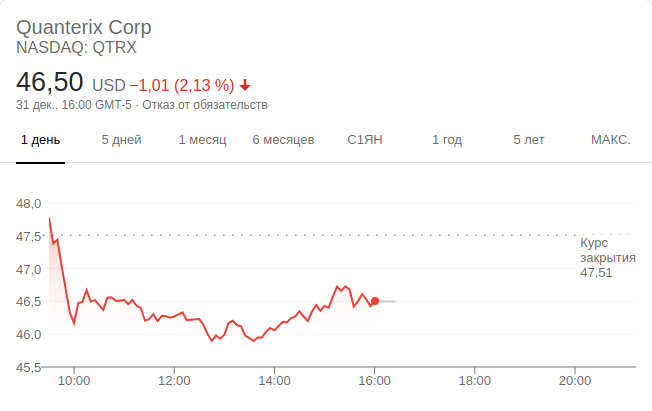 Quanterix Corp
NASDAQ: QTRX
46,50 USD −1,01 (2,13 %)
31 дек., 16:00 GMT-5 · Отказ от обязательств
1 день 5 дней 1 месяц 6 месяцев С1ЯН 1 год 5 лет МАКС.
48,0
47,5
Курс
закрытия
47,51
47,0
46,5
46,0
45,5
10:00 12:00 14:00 16:00 18:00 20:00